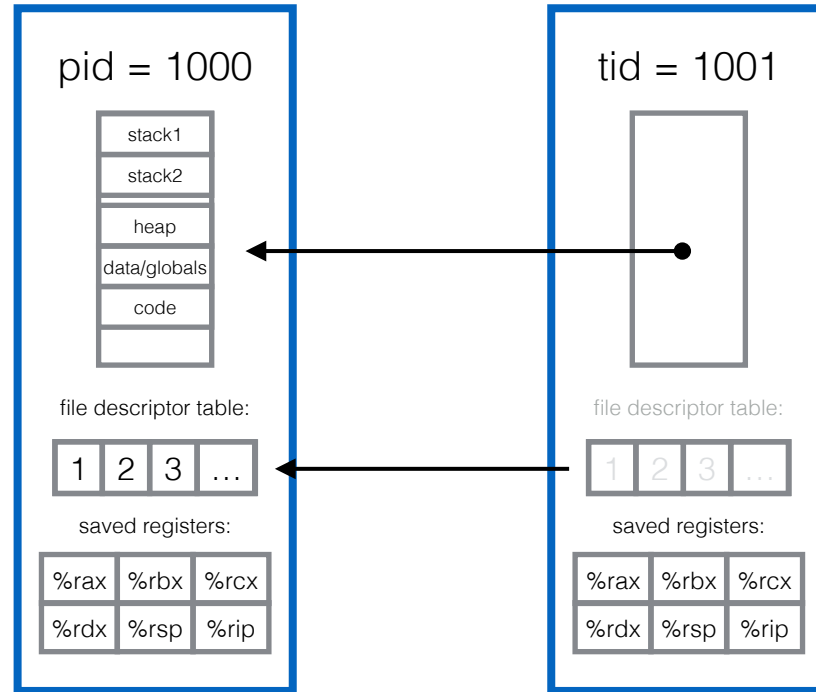 pid = 1000
stack1
stack2
heap
data/globals
code
file descriptor table:
1 2 3 ...
saved registers:
%rax %rbx %rcx
%rdx %rsp %rip
tid = 1001
file descriptor table:
1 2 3 ...
saved registers:
%rax %rbx %rcx
%rdx %rsp %rip